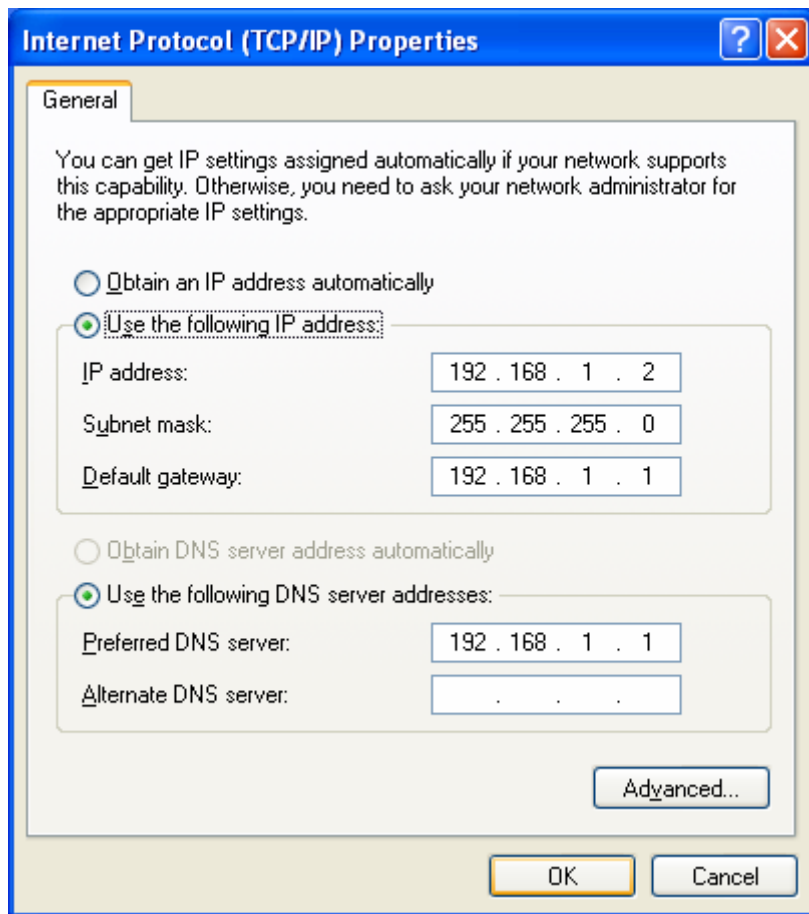 Internet Protocol (TCP/IP) Properties
?
General
You can get IP settings assigned automatically if your network supports
this capability. Otherwise, you need to ask your network administrator for
the appropriate IP settings.
Obtain an IP address automatically
Use the following IP address:
IP address: 192 . 168 . 1 . 2
Subnet mask: 255 . 255 . 255 . 0
Default gateway: 192 . 168 . 1 . 1
Obtain DNS server address automatically
Use the following DNS server addresses:
Preferred DNS server: 192 . 168 . 1 . 1
Alternate DNS server: . . .
Advanced...
OK Cancel